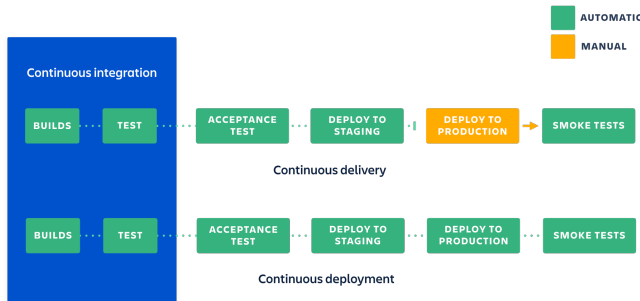 AUTOMATIC
MANUAL
Continuous integration
BUILDS
TEST
ACCEPTANCE
TEST
DEPLOY TO
STAGING
DEPLOY TO
PRODUCTION
SMOKE TESTS
Continuous delivery
BUILDS
TEST
ACCEPTANCE
TEST
DEPLOY TO
STAGING
DEPLOY TO
PRODUCTION
SMOKE TESTS
Continuous deployment